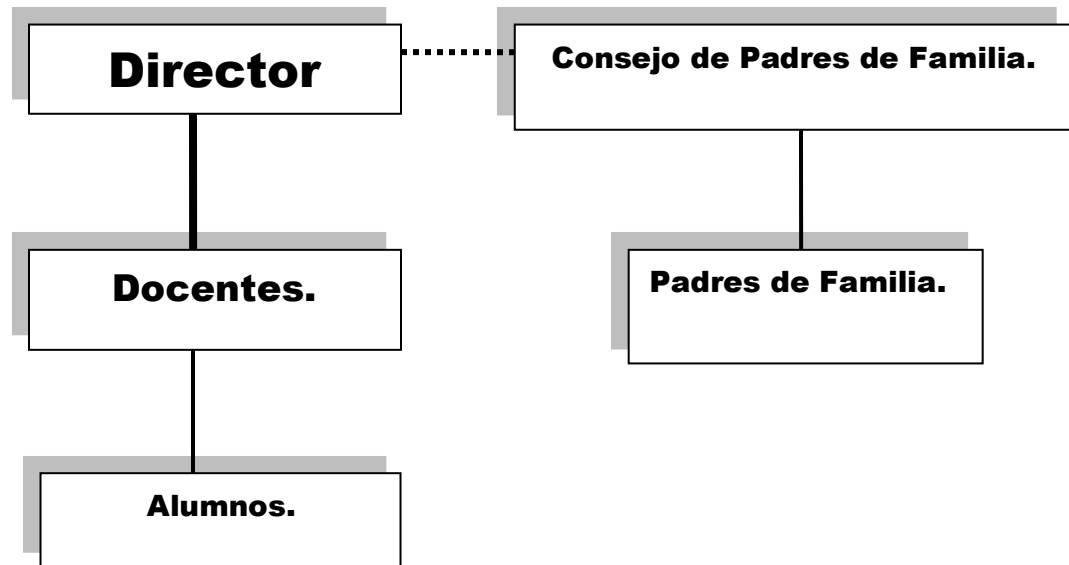 Director
Consejo de Padres de Familia.
Docentes.
Padres de Familia.
Alumnos.